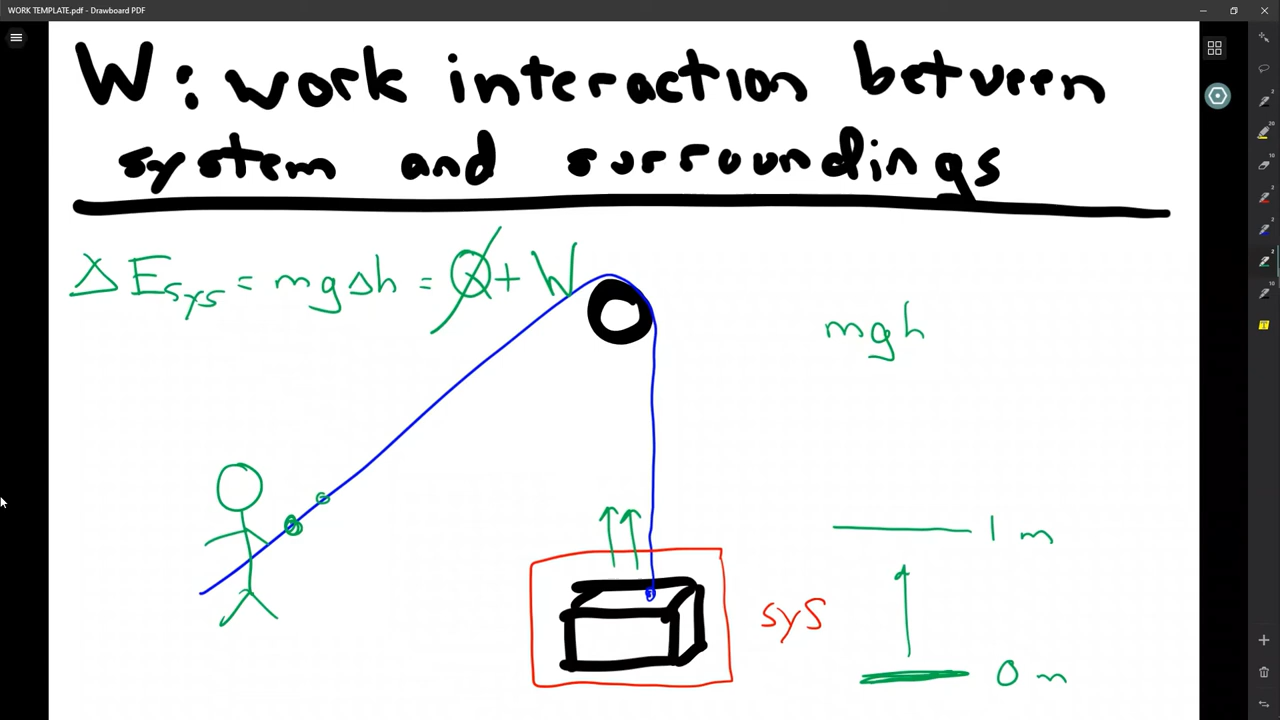 WORK TEMPLATE.pdf - Drawboard PDF
W: work interaction between
system and surroundings
ΔEsys = mgΔh = Q + W
mgh
1 m
sys
0 m